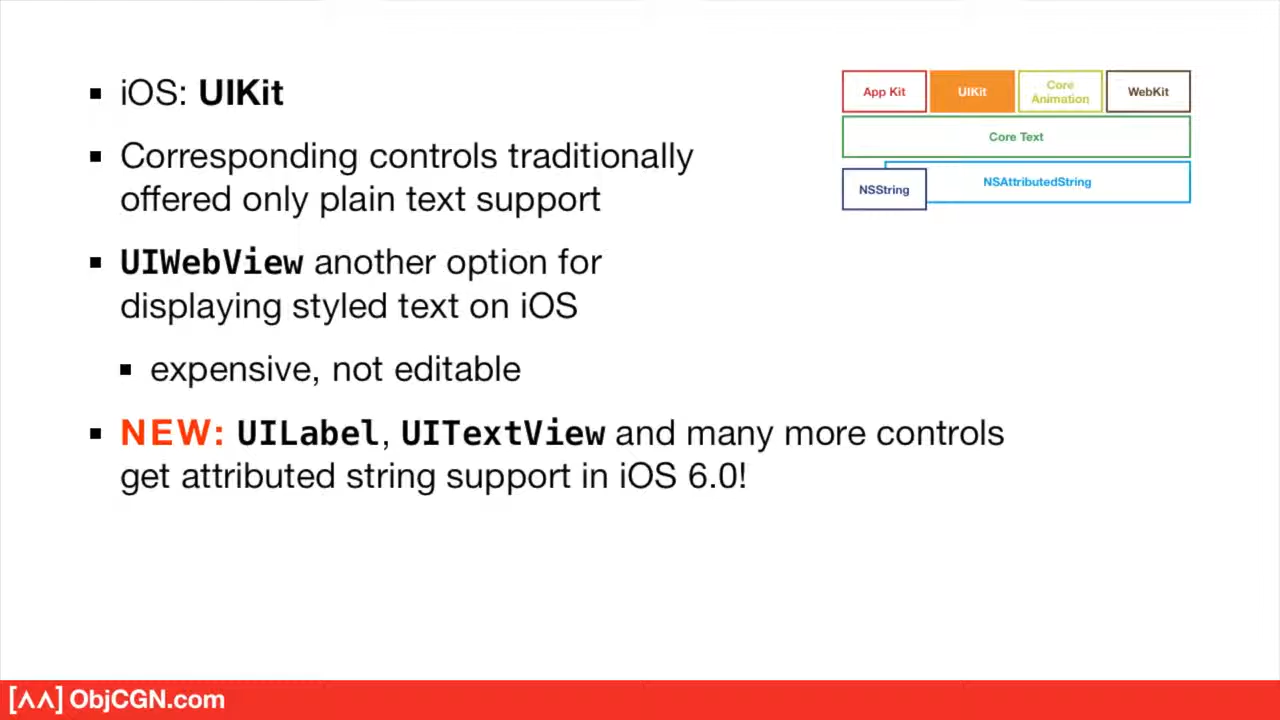 ▪ iOS: UIKit
▪ Corresponding controls traditionally
offered only plain text support
▪ UIWebView another option for
displaying styled text on iOS
▪ expensive, not editable
▪ NEW: UILabel, UITextView and many more controls
get attributed string support in iOS 6.0!
App Kit
UIKit
Core
Animation
WebKit
Core Text
NSString
NSAttributedString
[ΛΛ] ObjCGN.com